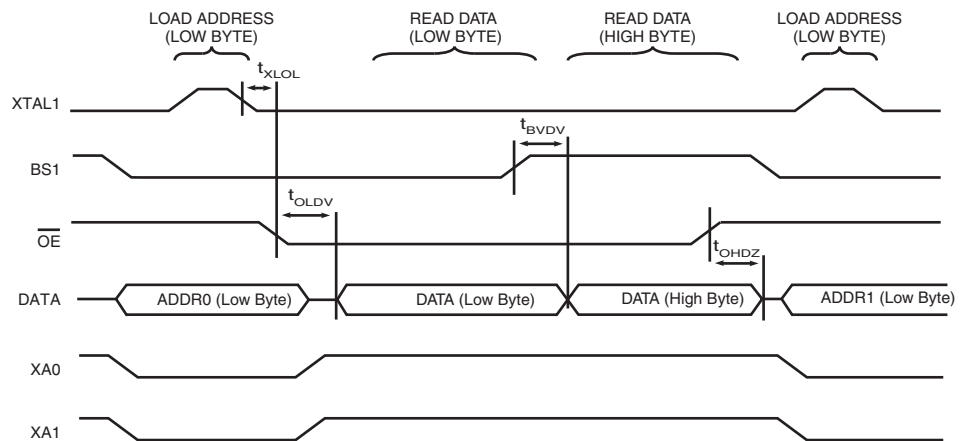 LOAD ADDRESS
(LOW BYTE)
READ DATA
(LOW BYTE)
READ DATA
(HIGH BYTE)
LOAD ADDRESS
(LOW BYTE)
tXLOL
XTAL1
tBVDV
BS1
tOLDV
OE
tOHDZ
DATA
ADDR0 (Low Byte)
DATA (Low Byte)
DATA (High Byte)
ADDR1 (Low Byte)
XA0
XA1